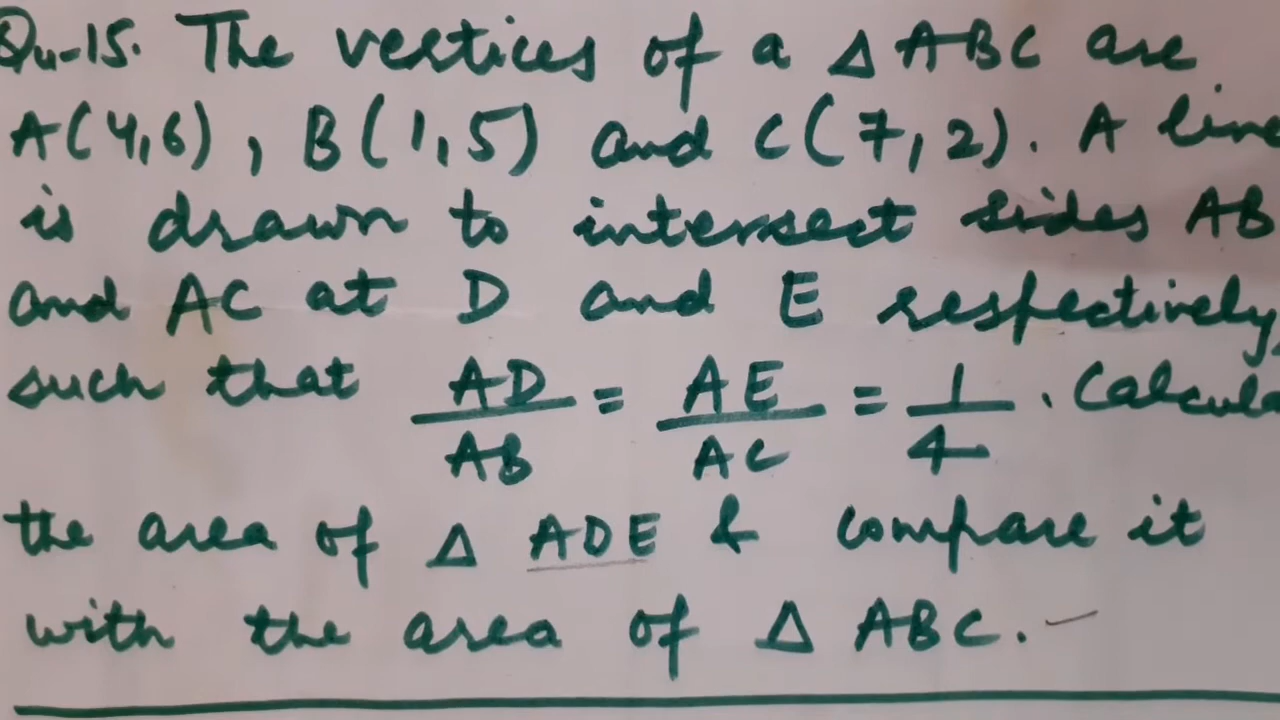 Qu-15. The vertices of a △ ABC are
A(4,6), B(1,5) and C(7,2). A line
is drawn to intersect sides AB
and AC at D and E respectively,
such that AD/AB = AE/AC = 1/4. Calcula
the area of △ ADE & compare it
with the area of △ ABC.